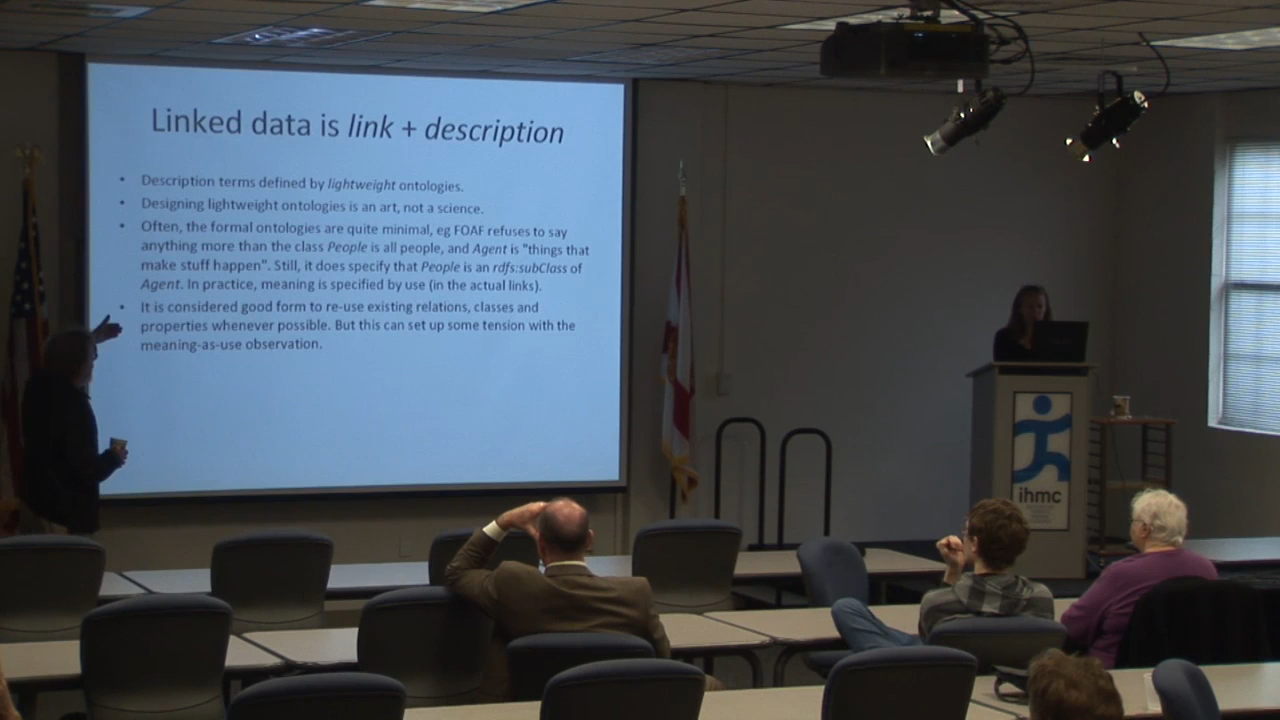 Linked data is link + description
• Description terms defined by lightweight ontologies.
• Designing lightweight ontologies is an art, not a science.
• Often, the formal ontologies are quite minimal, eg FOAF refuses to say
anything more than the class People is all people, and Agent is "things that
make stuff happen". Still, it does specify that People is an rdfs:subClass of
Agent. In practice, meaning is specified by use (in the actual links).
• It is considered good form to re-use existing relations, classes and
properties whenever possible. But this can set up some tension with the
meaning-as-use observation.
ihmc